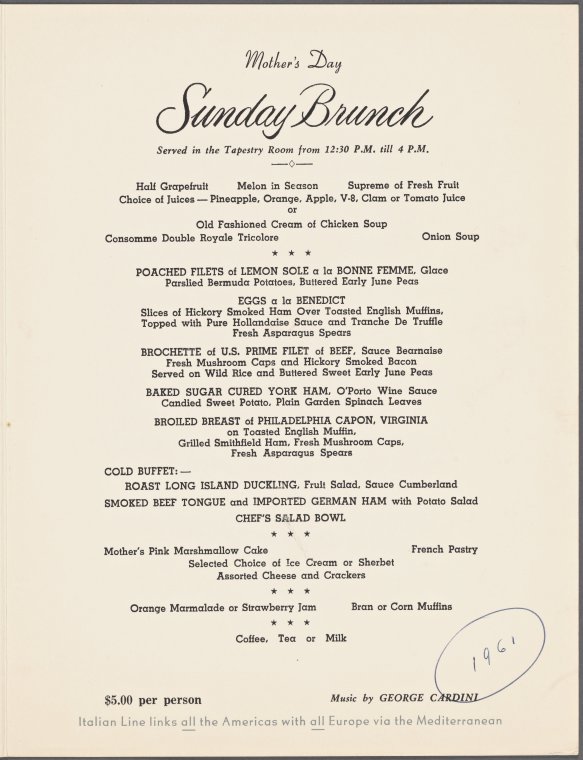 Mother's Day
Sunday Brunch
Served in the Tapestry Room from 12:30 P.M. till 4 P.M.
Half Grapefruit Melon in Season Supreme of Fresh Fruit
Choice of Juices — Pineapple, Orange, Apple, V-8, Clam or Tomato Juice
or
Old Fashioned Cream of Chicken Soup
Consomme Double Royale Tricolore Onion Soup
* * *
POACHED FILETS of LEMON SOLE a la BONNE FEMME, Glace
Parslied Bermuda Potatoes, Buttered Early June Peas
EGGS a la BENEDICT
Slices of Hickory Smoked Ham Over Toasted English Muffins,
Topped with Pure Hollandaise Sauce and Tranche De Truffle
Fresh Asparagus Spears
BROCHETTE of U.S. PRIME FILET of BEEF, Sauce Bearnaise
Fresh Mushroom Caps and Hickory Smoked Bacon
Served on Wild Rice and Buttered Sweet Early June Peas
BAKED SUGAR CURED YORK HAM, O'Porto Wine Sauce
Candied Sweet Potato, Plain Garden Spinach Leaves
BROILED BREAST of PHILADELPHIA CAPON, VIRGINIA
on Toasted English Muffin,
Grilled Smithfield Ham, Fresh Mushroom Caps,
Fresh Asparagus Spears
COLD BUFFET: —
ROAST LONG ISLAND DUCKLING, Fruit Salad, Sauce Cumberland
SMOKED BEEF TONGUE and IMPORTED GERMAN HAM with Potato Salad
CHEF'S SALAD BOWL
* * *
Mother's Pink Marshmallow Cake French Pastry
Selected Choice of Ice Cream or Sherbet
Assorted Cheese and Crackers
* * *
Orange Marmalade or Strawberry Jam Bran or Corn Muffins
* * *
Coffee, Tea or Milk
1961
$5.00 per person Music by GEORGE CARDINI
Italian Line links all the Americas with all Europe via the Mediterranean